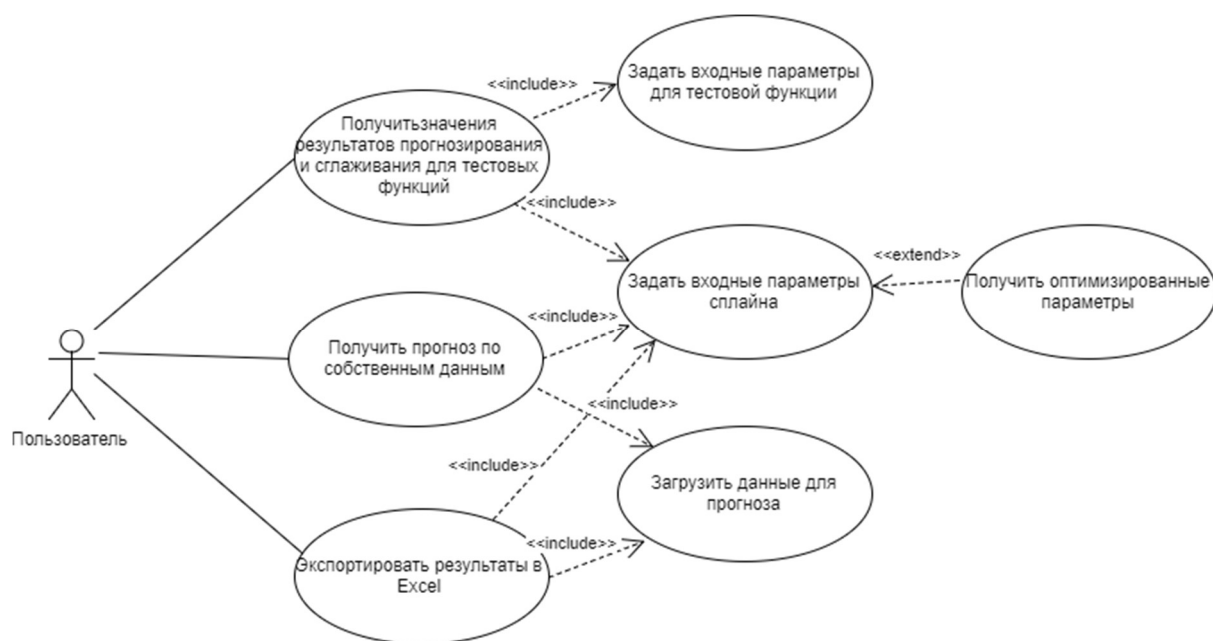 <<include>>
Задать входные параметры
для тестовой функции
Получитьзначения
результатов прогнозирования
и сглаживания для тестовых
функций
<<include>>
<<extend>>
Задать входные параметры
сплайна
Получить оптимизированные
параметры
<<include>>
Получить прогноз по
собственным данным
<<include>>
Пользователь
<<include>>
Загрузить данные для
прогноза
<<include>>
Экспортировать результаты в
Excel